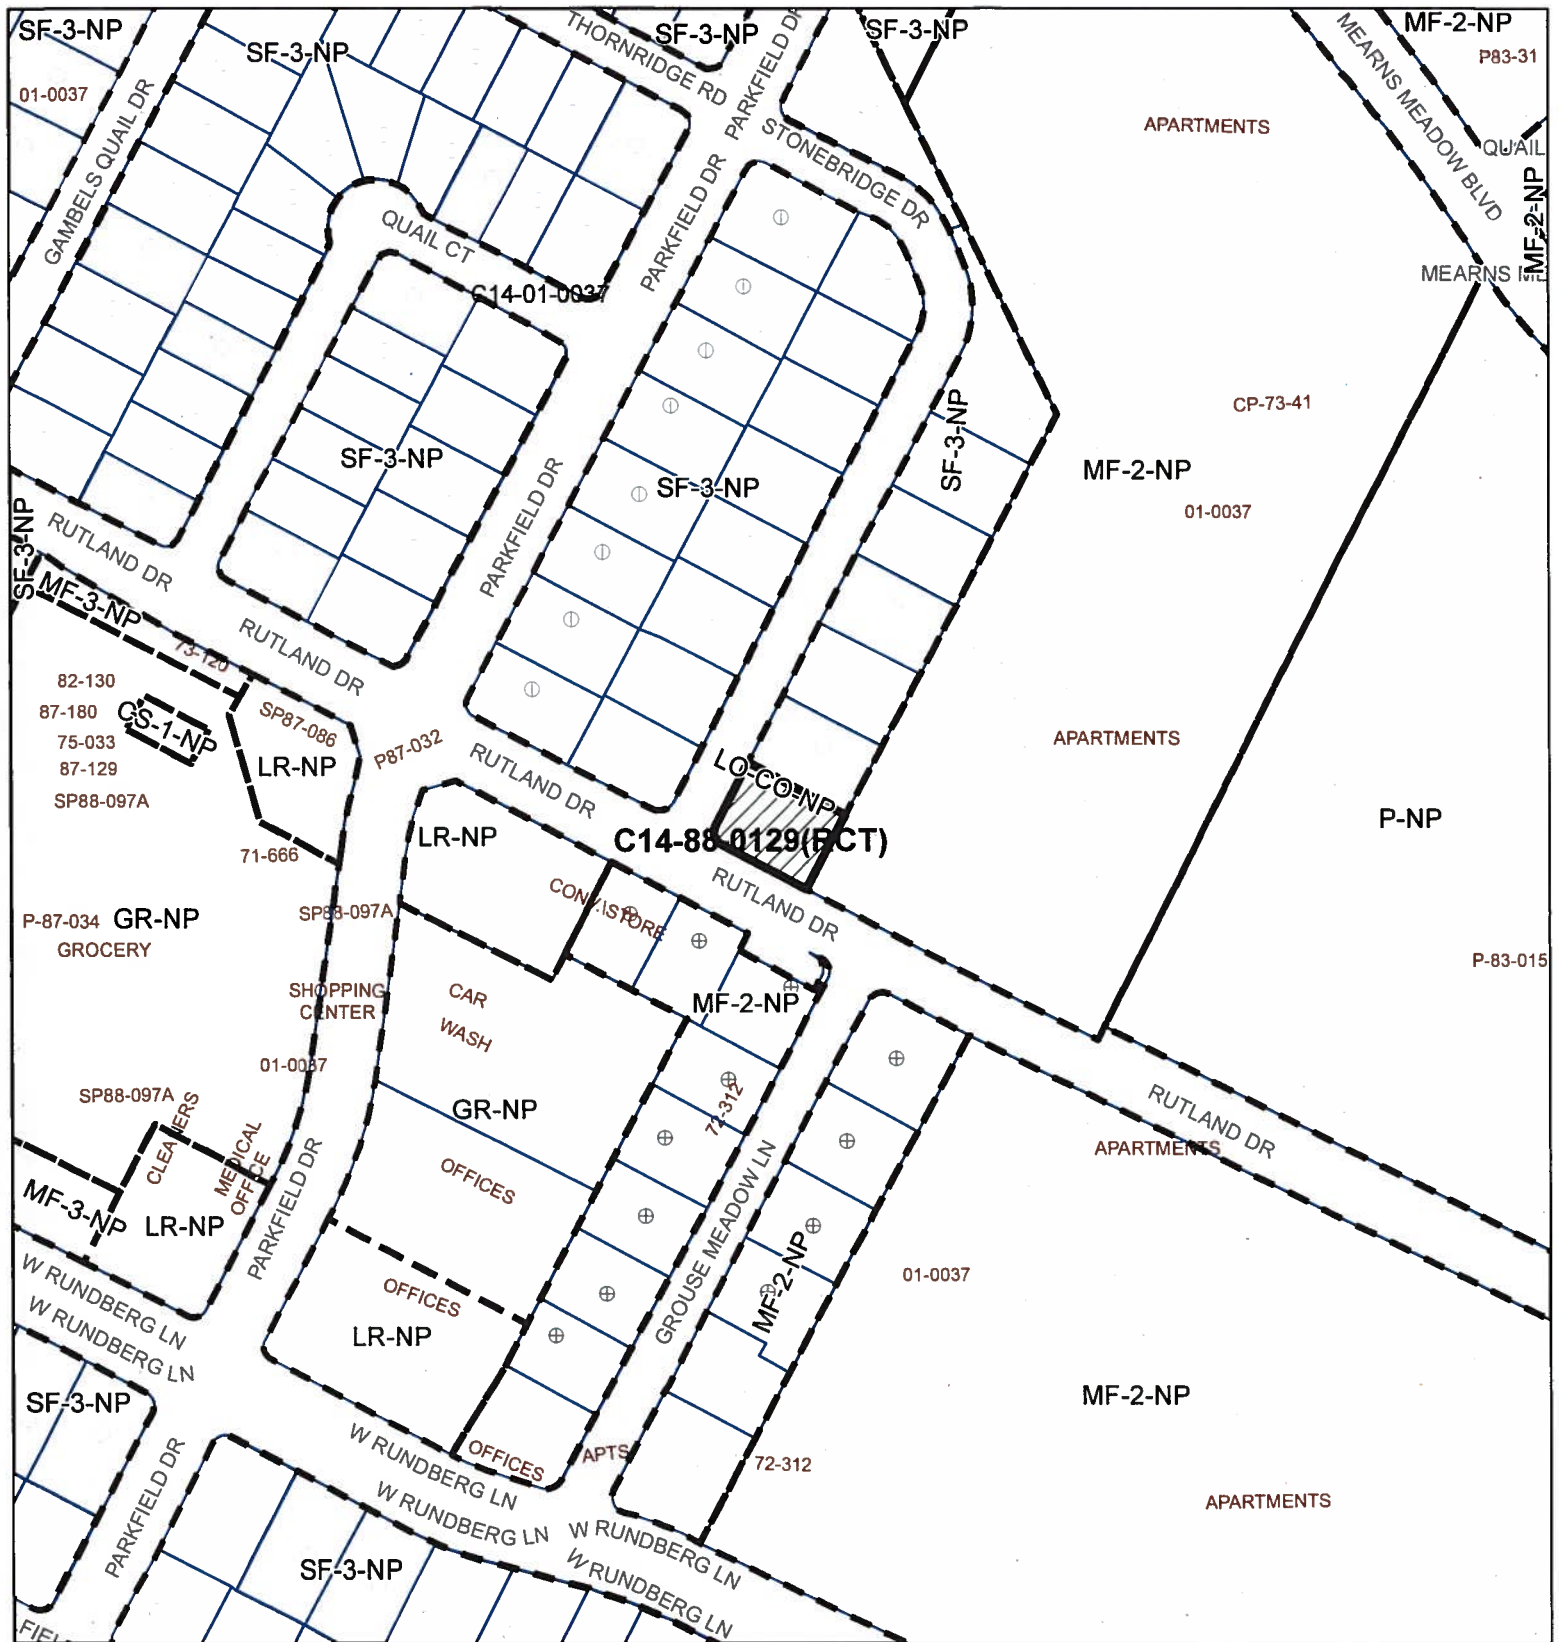 SF-3-NP
SF-3-NP
SF-3-NP
SF-3-NP
MF-2-NP
P83-31
01-0037
GAMBELS QUAIL DR
THORNRIDGE RD
PARKFIELD DR
STONEBRIDGE DR
APARTMENTS
MEARNS MEADOW BLVD
QUAIL
MF-2-NP
MEARNS ME
QUAIL CT
PARKFIELD DR
C14-01-0037
CP-73-41
SF-3-NP
SF-3-NP
SF-3-NP
MF-2-NP
01-0037
PARKFIELD DR
SF-3-NP
RUTLAND DR
MF-3-NP
RUTLAND DR
73-120
82-130
87-180
75-033
87-129
SP88-097A
CS-1-NP
SP87-086
LR-NP
P87-032
RUTLAND DR
LO-CO-NP
APARTMENTS
P-NP
C14-88-0129(RCT)
LR-NP
71-666
RUTLAND DR
CONV.STORE
SP88-097A
P-87-034
GR-NP
GROCERY
P-83-015
SHOPPING
CENTER
CAR
WASH
MF-2-NP
01-0037
SP88-097A
GR-NP
72-312
CLEANERS
MEDICAL
OFFICE
PARKFIELD DR
OFFICES
GROUSE MEADOW LN
RUTLAND DR
APARTMENTS
MF-3-NP
LR-NP
MF-2-NP
01-0037
W RUNDBERG LN
W RUNDBERG LN
OFFICES
LR-NP
SF-3-NP
MF-2-NP
PARKFIELD DR
W RUNDBERG LN
W RUNDBERG LN
OFFICES
APTS
72-312
APARTMENTS
W RUNDBERG LN
W RUNDBERG LN
SF-3-NP
FIEL